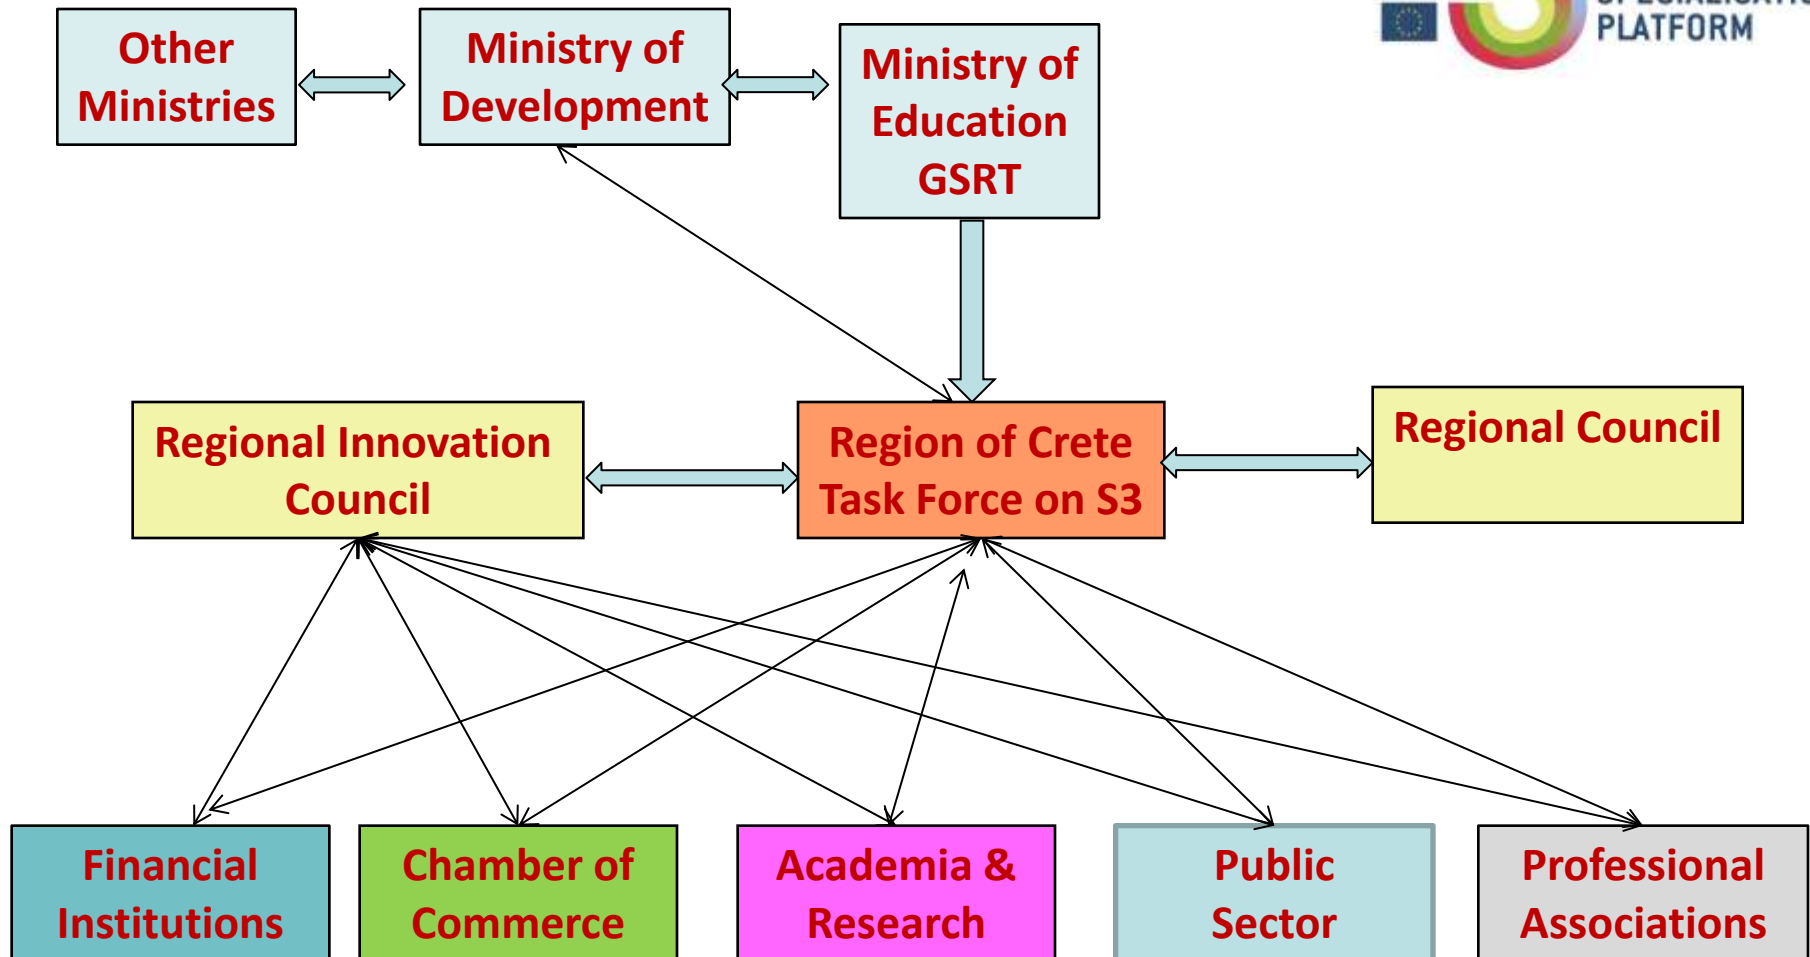 PLATFORM
Other
Ministries
Ministry of
Development
Ministry of
Education
GSRT
Regional Innovation
Council
Region of Crete
Task Force on S3
Regional Council
Financial
Institutions
Chamber of
Commerce
Academia &
Research
Public
Sector
Professional
Associations